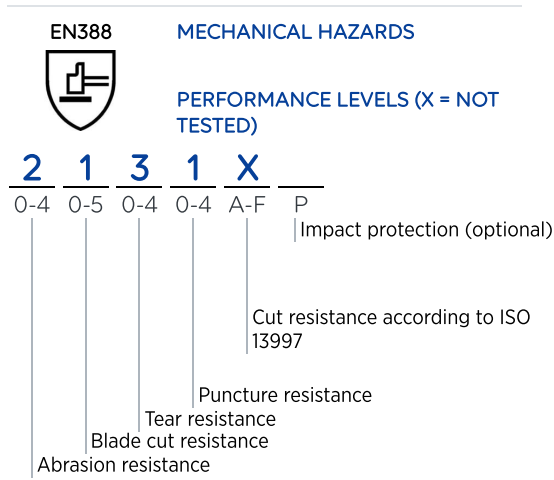 EN388
MECHANICAL HAZARDS
PERFORMANCE LEVELS (X = NOT
TESTED)
2 1 3 1 X
0-4 0-5 0-4 0-4 A-F P
Impact protection (optional)
Cut resistance according to ISO
13997
Puncture resistance
Tear resistance
Blade cut resistance
Abrasion resistance